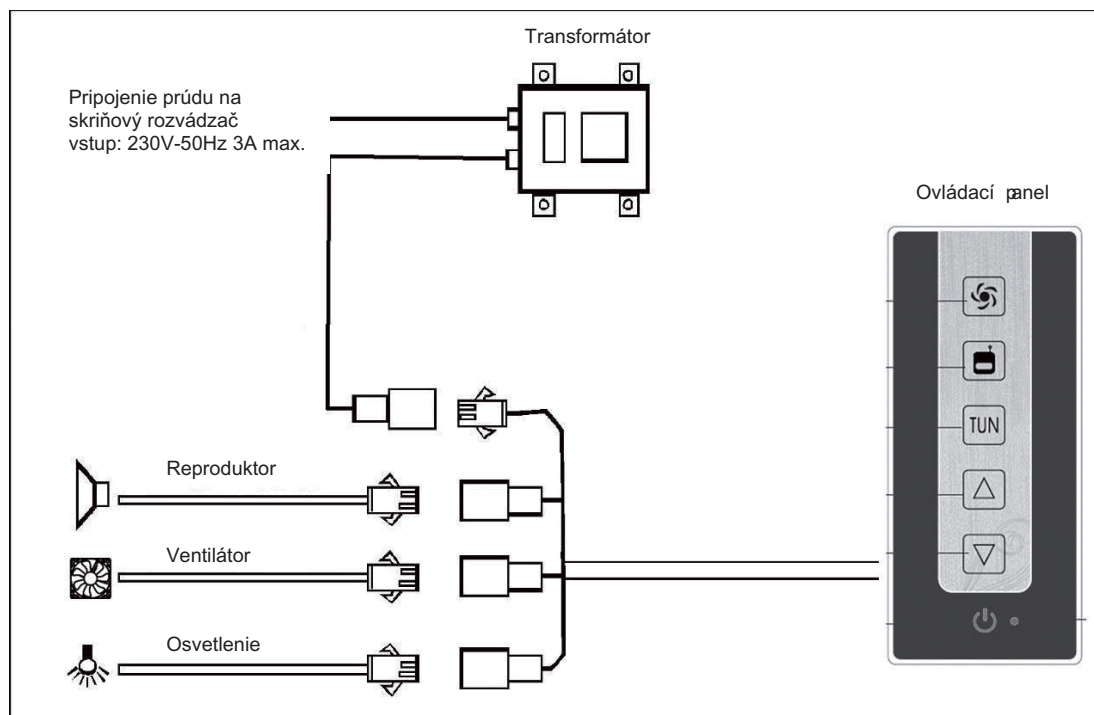 Transformátor
Pripojenie prúdu na
skriňový rozvádzač
vstup: 230V-50Hz 3A max.
Ovládací panel
TUN
Reproduktor
Ventilátor
Osvetlenie